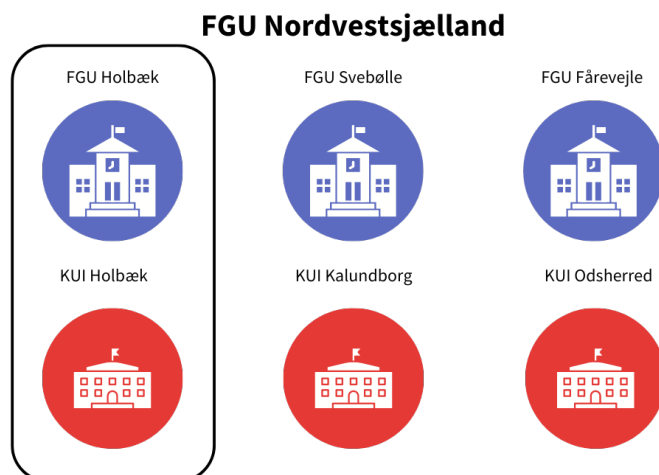 FGU Nordvestsjælland
FGU Holbæk
FGU Svebølle
FGU Fårevejle
KUI Holbæk
KUI Kalundborg
KUI Odsherred